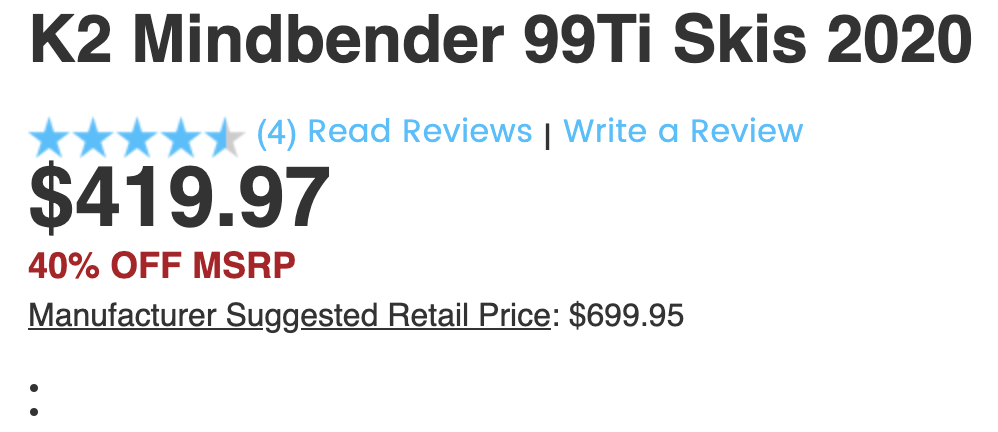 K2 Mindbender 99Ti Skis 2020
(4) Read Reviews | Write a Review
$419.97
40% OFF MSRP
Manufacturer Suggested Retail Price: $699.95
•
•